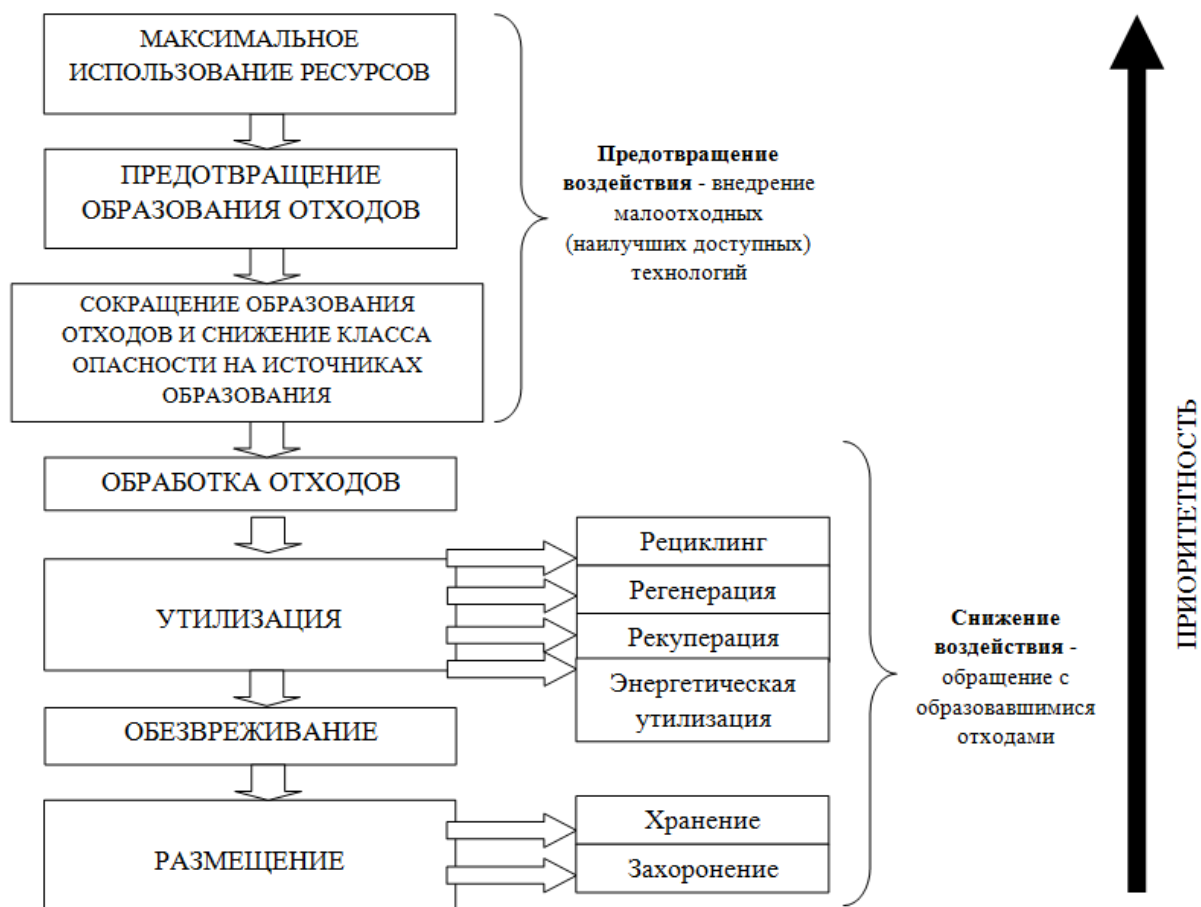 МАКСИМАЛЬНОЕ
ИСПОЛЬЗОВАНИЕ РЕСУРСОВ
ПРЕДОТВРАЩЕНИЕ
ОБРАЗОВАНИЯ ОТХОДОВ
СОКРАЩЕНИЕ ОБРАЗОВАНИЯ
ОТХОДОВ И СНИЖЕНИЕ КЛАССА
ОПАСНОСТИ НА ИСТОЧНИКАХ
ОБРАЗОВАНИЯ
Предотвращение
воздействия - внедрение
малоотходных
(наилучших доступных)
технологий
ОБРАБОТКА ОТХОДОВ
УТИЛИЗАЦИЯ
Рециклинг
Регенерация
Рекуперация
Энергетическая
утилизация
ОБЕЗВРЕЖИВАНИЕ
РАЗМЕЩЕНИЕ
Хранение
Захоронение
Снижение
воздействия -
обращение с
образовавшимися
отходами
ПРИОРИТЕТНОСТЬ